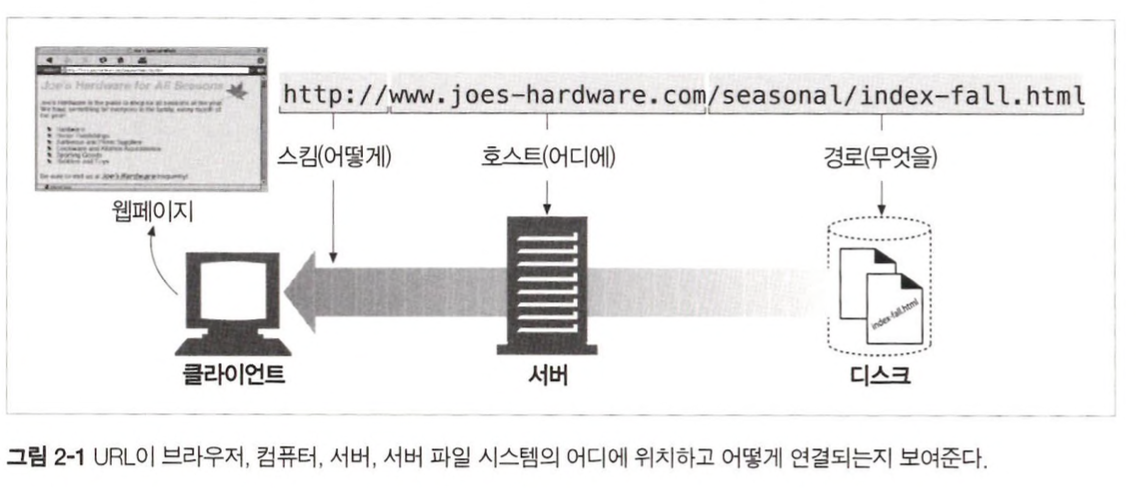 Joe's Hardware for All Seasons
http://www.joes-hardware.com/seasonal/index-fall.html
스킴(어떻게)
호스트(어디에)
경로(무엇을)
웹페이지
index-fall.html
클라이언트
서버
디스크
그림 2-1 URL이 브라우저, 컴퓨터, 서버, 서버 파일 시스템의 어디에 위치하고 어떻게 연결되는지 보여준다.